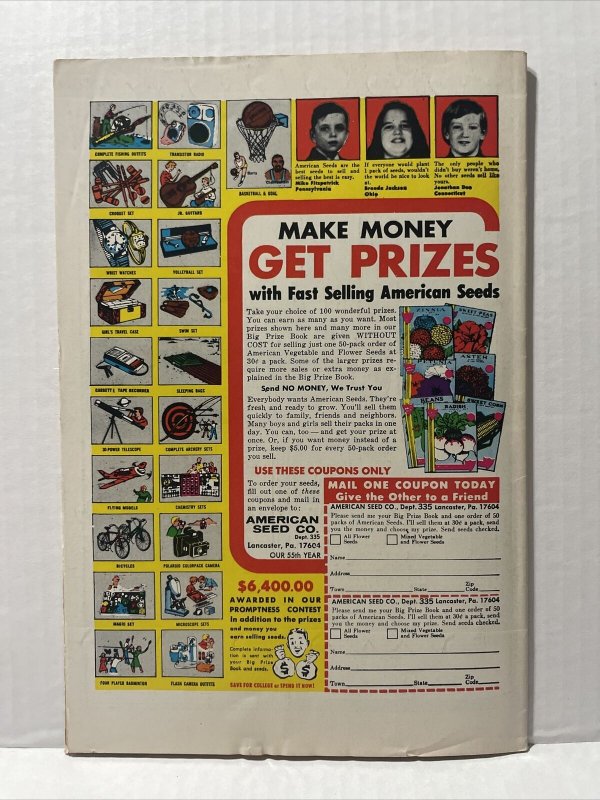 COMPLETE FISHING OUTFITS
TRANSISTOR RADIO
CROQUET SET
JR. GUITARS
WRIST WATCHES
VOLLEYBALL SET
GIRL'S TRAVEL CASE
SWIM SET
CASSETTE TAPE RECORDER
SLEEPING BAGS
30-POWER TELESCOPE
COMPLETE ARCHERY SETS
FLYING MODELS
CHEMISTRY SETS
BICYCLES
POLAROID COLORPACK CAMERA
MAGIC SET
MICROSCOPE SETS
FOUR PLAYER BADMINTON
FLASH CAMERA OUTFITS
BASKETBALL & GOAL
American Seeds are the
best seeds to sell and
selling the best is easy.
Mike Fitzpatrick
Pennsylvania
If everyone would plant
1 pack of seeds, wouldn't
the world be nice to look
at.
Brenda Jackson
Ohio
The only people who
didn't buy weren't home.
No other seeds sell like
yours.
Jonathan Dog
Connecticut
MAKE MONEY
GET PRIZES
with Fast Selling American Seeds
Take your choice of 100 wonderful prizes.
You can earn as many as you want. Most
prizes shown here and many more in our
Big Prize Book are given WITHOUT
COST for selling just one 50-pack order of
American Vegetable and Flower Seeds at
30¢ a pack. Some of the larger prizes re-
quire more sales or extra money as ex-
plained in the Big Prize Book.
Send NO MONEY, We Trust You
Everybody wants American Seeds. They're
fresh and ready to grow. You'll sell them
quickly to family, friends and neighbors.
Many boys and girls sell their packs in one
day. You can, too — and get your prize at
once. Or, if you want money instead of a
prize, keep $5.00 for every 50-pack order
you sell.
ZINNIA
SWEET PEAS
ASTER
BEANS
RADISH
SWEET CORN
USE THESE COUPONS ONLY
To order your seeds,
fill out one of these
coupons and mail in
an envelope to:
AMERICAN
SEED CO.
Dept. 335
Lancaster, Pa. 17604
OUR 55th YEAR
MAIL ONE COUPON TODAY
Give the Other to a Friend
AMERICAN SEED CO., Dept. 335 Lancaster, Pa. 17604
Please send me your Big Prize Book and one order of 50
packs of American Seeds. I'll sell them at 30¢ a pack, send
you the money and choose my prize. Send seeds checked.
All Flower Seeds
Mixed Vegetable and Flower Seeds
Name
Address
Town State Zip Code
AMERICAN SEED CO., Dept. 335 Lancaster, Pa. 17604
Please send me your Big Prize Book and one order of 50
packs of American Seeds. I'll sell them at 30¢ a pack, send
you the money and choose my prize. Send seeds checked.
All Flower Seeds
Mixed Vegetable and Flower Seeds
Name
Address
Town State Zip Code
$6,400.00
AWARDED IN OUR
PROMPTNESS CONTEST
In addition to the prizes
and money you
earn selling seeds.
Complete informa-
tion is sent with
your Big Prize
Book and seeds.
$ $
SAVE FOR COLLEGE or SPEND IT NOW!